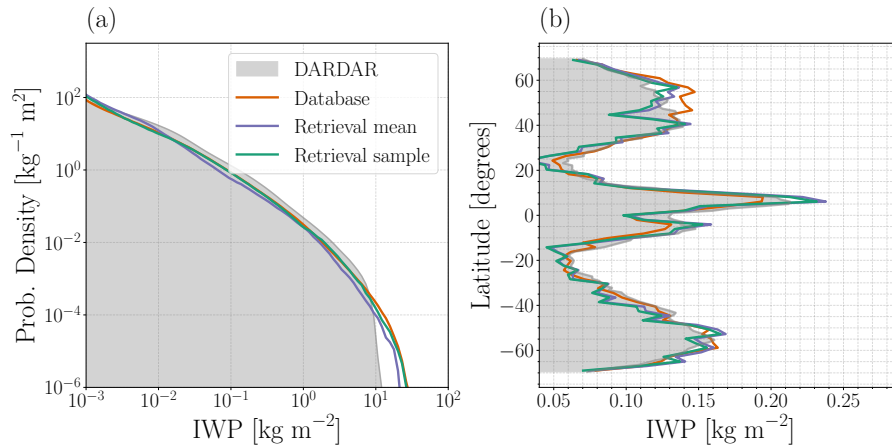 (a)
Prob. Density [kg⁻¹ m²]
10²
10⁰
10⁻²
10⁻⁴
10⁻⁶
DARDAR
Database
Retrieval mean
Retrieval sample
10⁻³ 10⁻² 10⁻¹ 10⁰ 10¹ 10²
IWP [kg m⁻²]
(b)
Latitude [degrees]
60
40
20
0
−20
−40
−60
0.05 0.10 0.15 0.20 0.25
IWP [kg m⁻²]